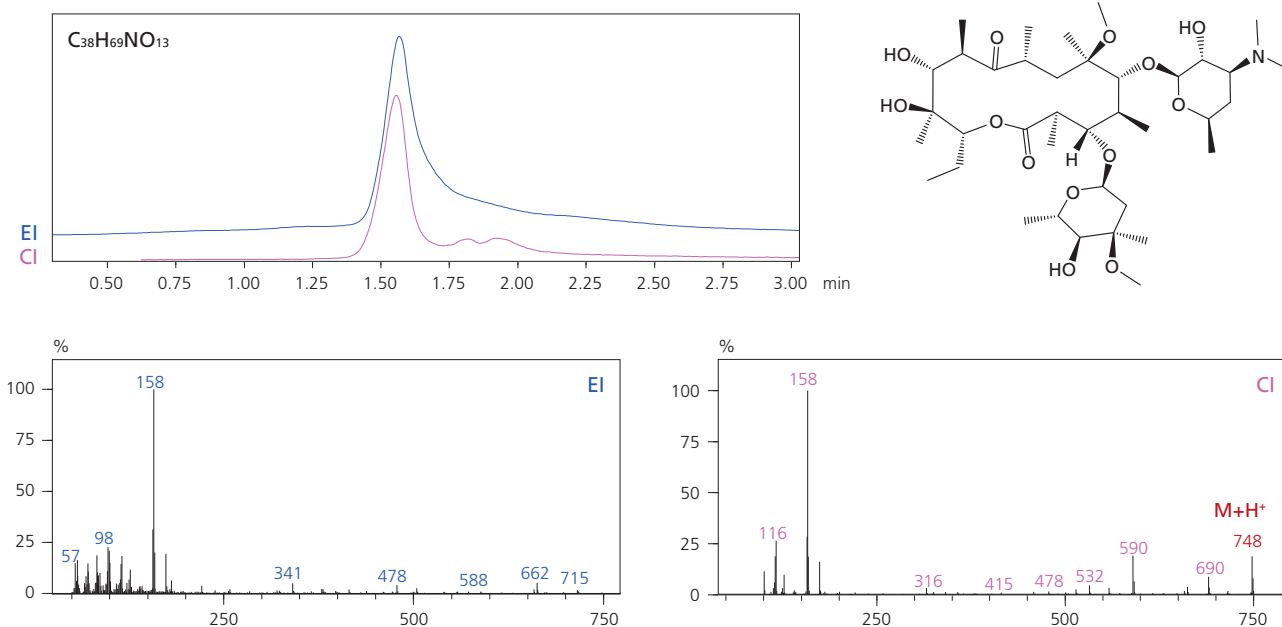 C₃₈H₆₉NO₁₃
EI
CI
0.50 0.75 1.00 1.25 1.50 1.75 2.00 2.25 2.50 2.75 3.00 min
O
HO
O
HO
O
N
HO
O
O
O
H
O
O
HO
O
%
EI
100
75
50
25
0
158
57
98
341
478
588
662
715
250 500 750
%
CI
100
75
50
25
0
158
116
316
415
478
532
590
690
M+H⁺
748
250 500 750